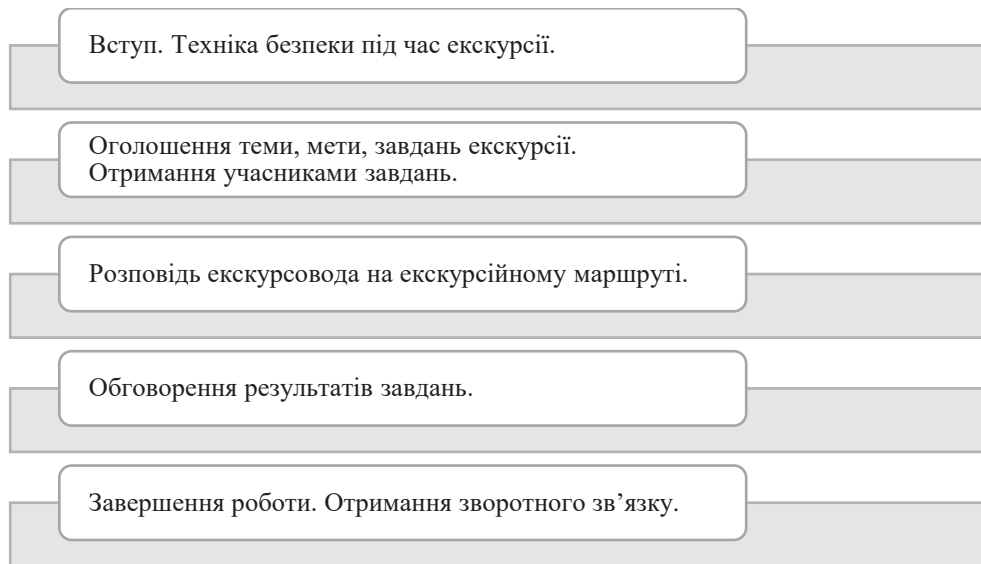 Вступ. Техніка безпеки під час екскурсії.
Оголошення теми, мети, завдань екскурсії.
Отримання учасниками завдань.
Розповідь екскурсовода на екскурсійному маршруті.
Обговорення результатів завдань.
Завершення роботи. Отримання зворотного зв’язку.